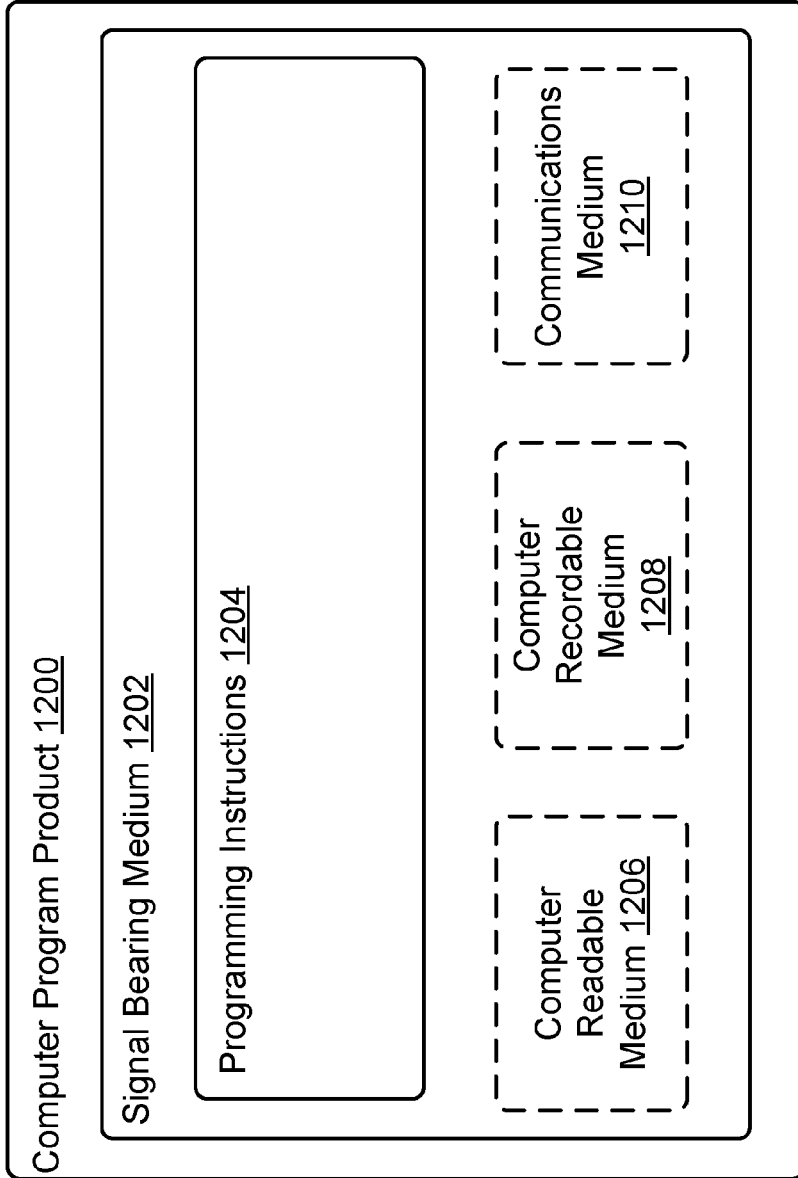 Computer Program Product 1200
Signal Bearing Medium 1202
Programming Instructions 1204
Computer
Readable
Medium 1206
Computer
Recordable
Medium
1208
Communications
Medium
1210